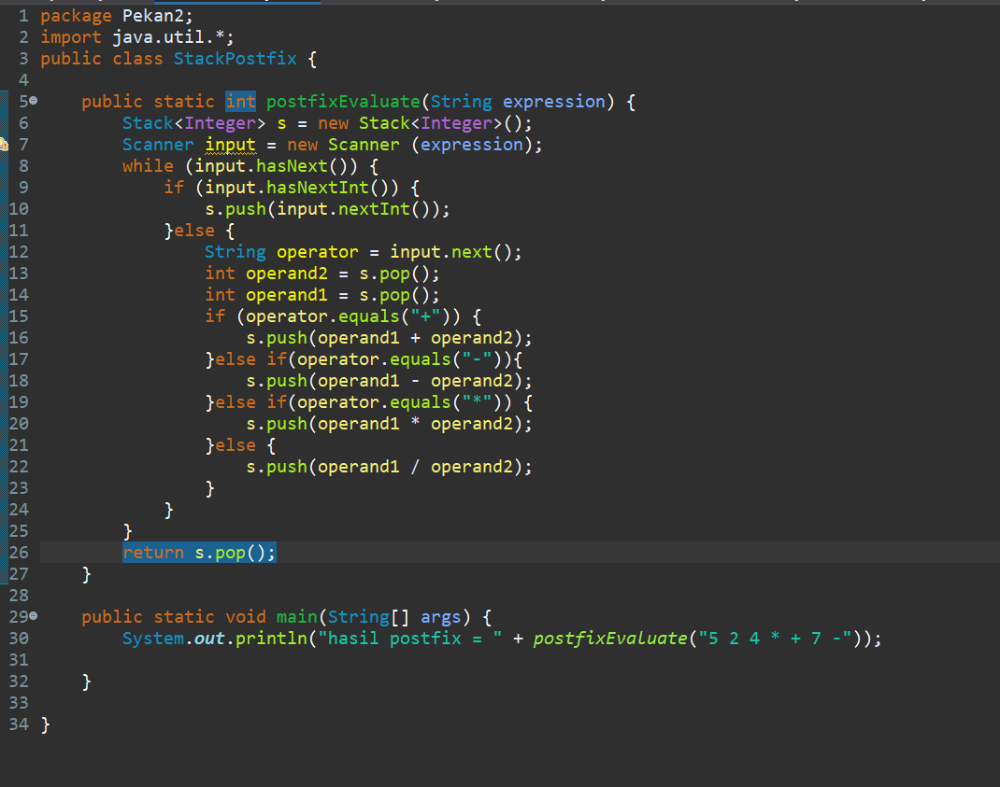 1 package Pekan2;
2 import java.util.*;
3 public class StackPostfix {
4
5 public static int postfixEvaluate(String expression) {
6 Stack<Integer> s = new Stack<Integer>();
7 Scanner input = new Scanner (expression);
8 while (input.hasNext()) {
9 if (input.hasNextInt()) {
10 s.push(input.nextInt());
11 }else {
12 String operator = input.next();
13 int operand2 = s.pop();
14 int operand1 = s.pop();
15 if (operator.equals("+")) {
16 s.push(operand1 + operand2);
17 }else if(operator.equals("-")){
18 s.push(operand1 - operand2);
19 }else if(operator.equals("*")) {
20 s.push(operand1 * operand2);
21 }else {
22 s.push(operand1 / operand2);
23 }
24 }
25 }
26 return s.pop();
27 }
28
29 public static void main(String[] args) {
30 System.out.println("hasil postfix = " + postfixEvaluate("5 2 4 * + 7 -"));
31
32 }
33
34 }